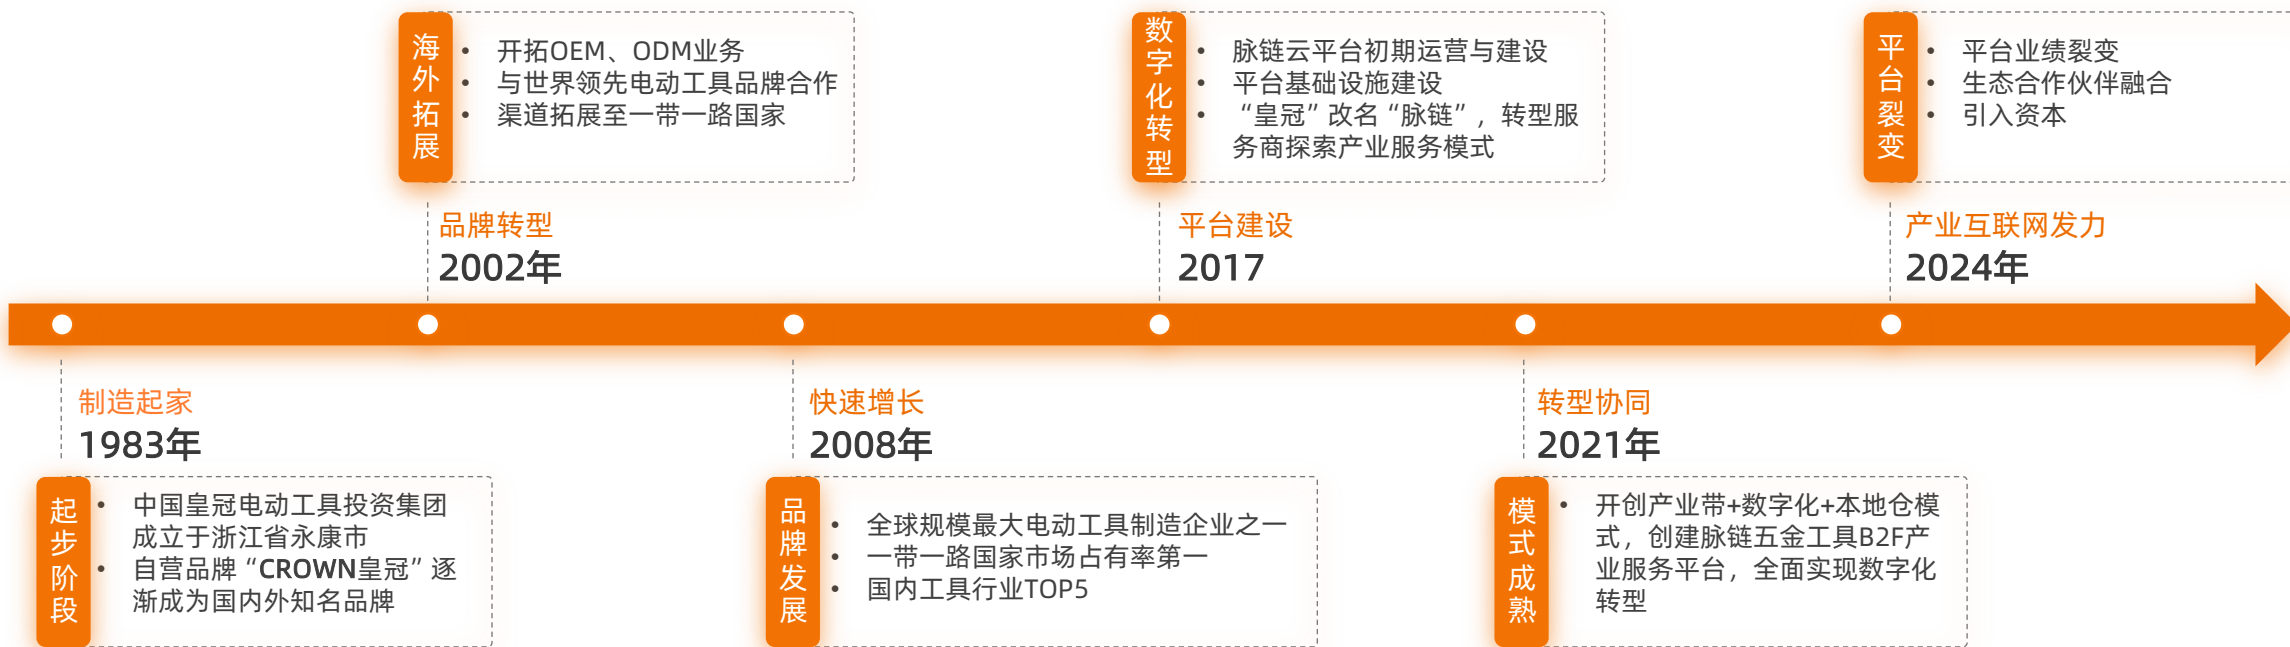 海外拓展
• 开拓OEM、ODM业务
• 与世界领先电动工具品牌合作
• 渠道拓展至一带一路国家
品牌转型
2002年
数字化转型
• 脉链云平台初期运营与建设
• 平台基础设施建设
• “皇冠”改名“脉链”，转型服
务商探索产业服务模式
平台建设
2017
平台裂变
• 平台业绩裂变
• 生态合作伙伴融合
• 引入资本
产业互联网发力
2024年
制造起家
1983年
起步阶段
• 中国皇冠电动工具投资集团
成立于浙江省永康市
• 自营品牌“CROWN皇冠”逐
渐成为国内外知名品牌
快速增长
2008年
品牌发展
• 全球规模最大电动工具制造企业之一
• 一带一路国家市场占有率第一
• 国内工具行业TOP5
转型协同
2021年
模式成熟
• 开创产业带+数字化+本地仓模
式，创建脉链五金工具B2F产
业服务平台，全面实现数字化
转型